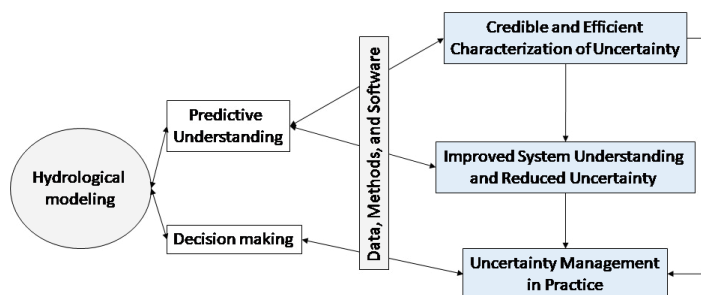 Hydrological
modeling
Predictive
Understanding
Decision making
Data, Methods, and Software
Credible and Efficient
Characterization of Uncertainty
Improved System Understanding
and Reduced Uncertainty
Uncertainty Management
in Practice